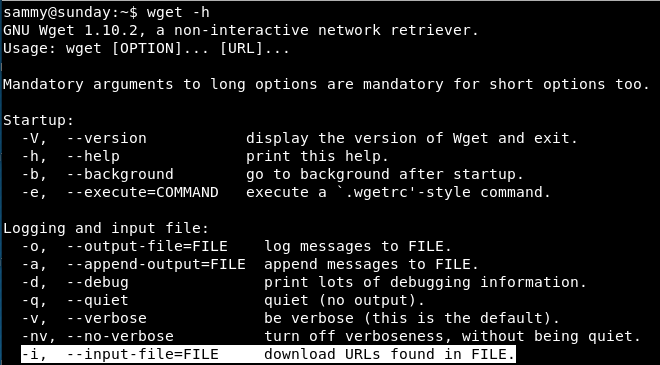 sammy@sunday:~$ wget -h
GNU Wget 1.10.2, a non-interactive network retriever.
Usage: wget [OPTION]... [URL]...
Mandatory arguments to long options are mandatory for short options too.
Startup:
  -V,  --version           display the version of Wget and exit.
  -h,  --help              print this help.
  -b,  --background        go to background after startup.
  -e,  --execute=COMMAND   execute a `.wgetrc'-style command.
Logging and input file:
  -o,  --output-file=FILE    log messages to FILE.
  -a,  --append-output=FILE  append messages to FILE.
  -d,  --debug               print lots of debugging information.
  -q,  --quiet               quiet (no output).
  -v,  --verbose             be verbose (this is the default).
  -nv, --no-verbose          turn off verboseness, without being quiet.
  -i,  --input-file=FILE     download URLs found in FILE.